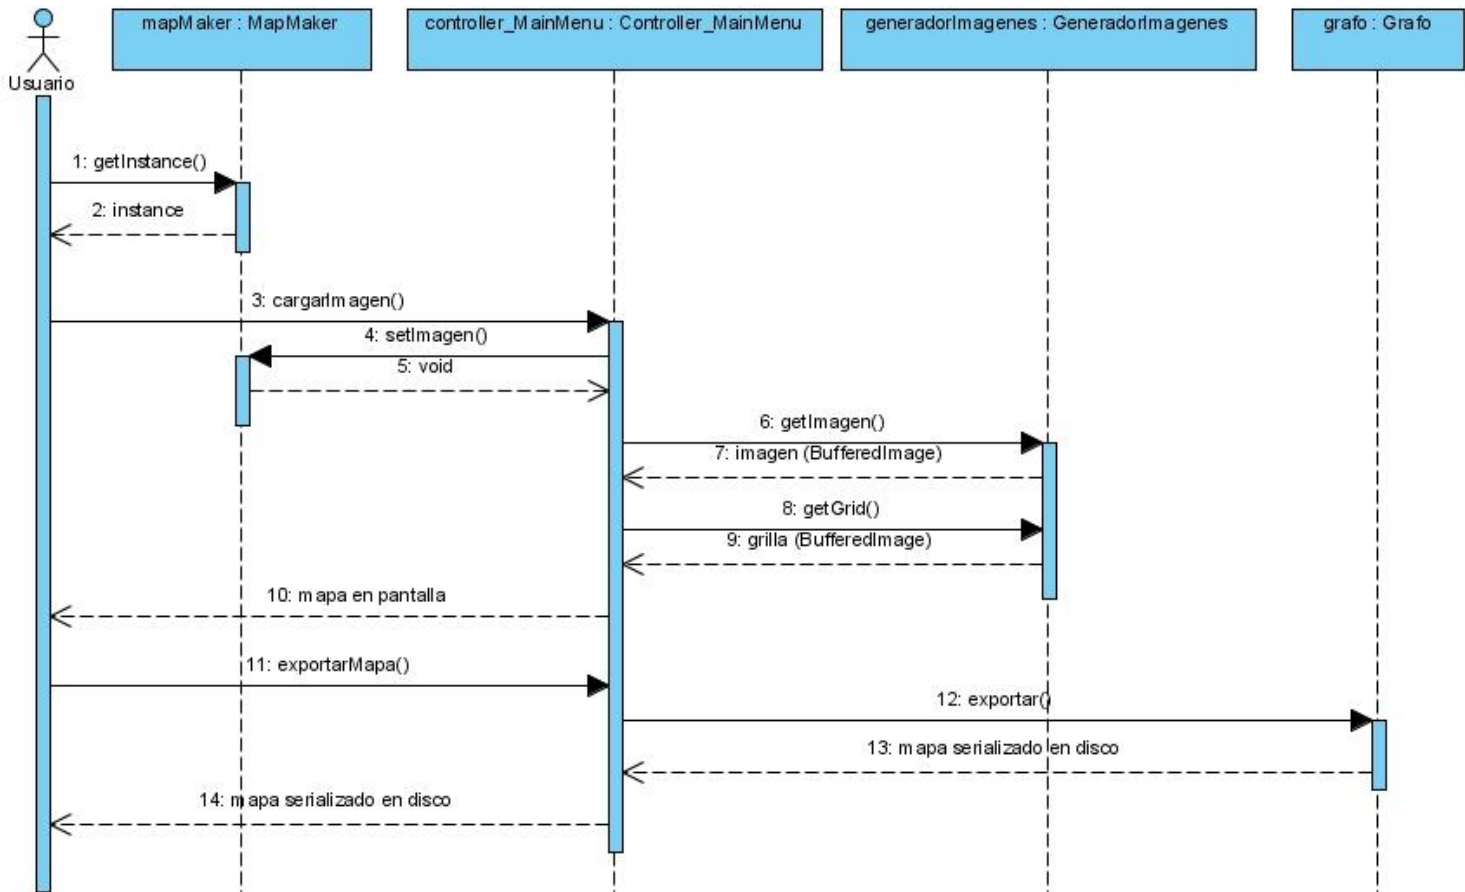 mapMaker : MapMaker
controller_MainMenu : Controller_MainMenu
generadorImagenes : GeneradorImagenes
grafo : Grafo
Usuario
1: getInstance()
2: instance
3: cargarImagen()
4: setImagen()
5: void
6: getImagen()
7: imagen (BufferedImage)
8: getGrid()
9: grilla (BufferedImage)
10: mapa en pantalla
11: exportarMapa()
12: exportar()
13: mapa serializado en disco
14: mapa serializado en disco